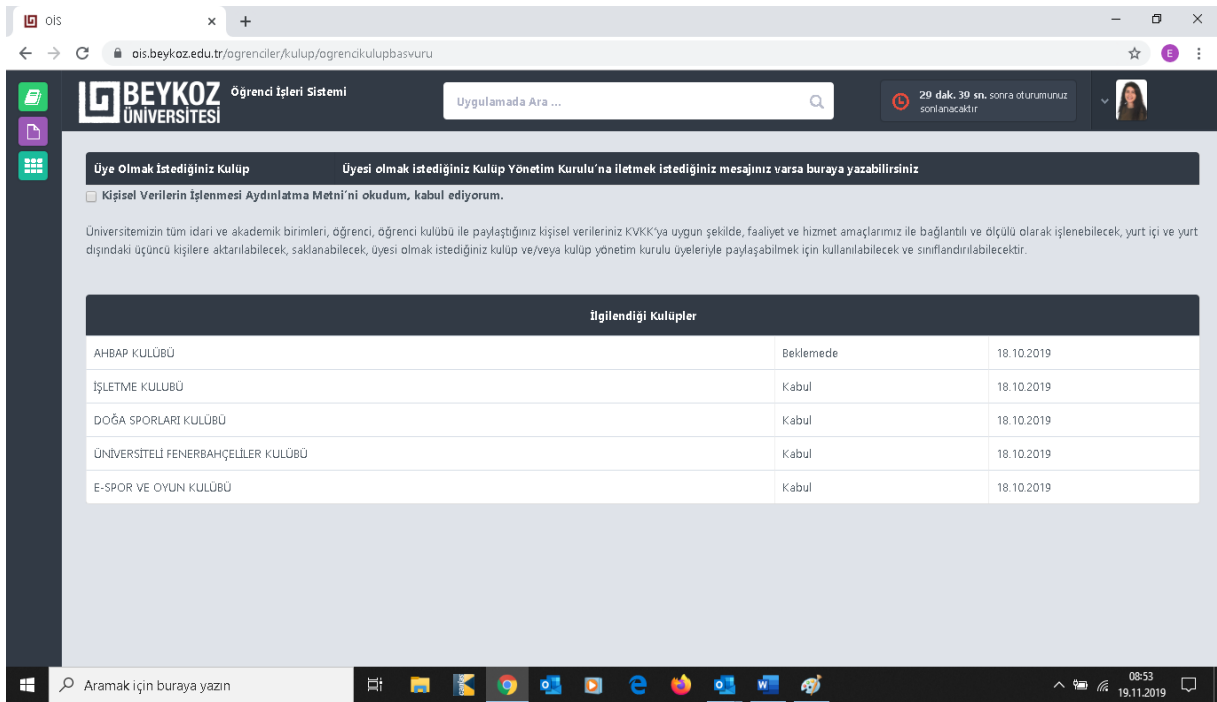 ois
ois.beykoz.edu.tr/ogrenciler/kulup/ogrencikulupbasvuru
E
BEYKOZ ÜNİVERSİTESİ
Öğrenci İşleri Sistemi
Uygulamada Ara ...
29 dak. 39 sn. sonra oturumunuz
sonlanacaktır
Üye Olmak İstediğiniz Kulüp Üyesi olmak istediğiniz Kulüp Yönetim Kurulu´na iletmek istediğiniz mesajınız varsa buraya yazabilirsiniz
Kişisel Verilerin İşlenmesi Aydınlatma Metni´ni okudum, kabul ediyorum.
Üniversitemizin tüm idari ve akademik birimleri, öğrenci, öğrenci kulübü ile paylaştığınız kişisel verileriniz KVKK'ya uygun şekilde, faaliyet ve hizmet amaçlarımız ile bağlantılı ve ölçülü olarak işlenebilecek, yurt içi ve yurt
dışındaki üçüncü kişilere aktarılabilecek, saklanabilecek, üyesi olmak istediğiniz kulüp ve/veya kulüp yönetim kurulu üyeleriyle paylaşabilmek için kullanılabilecek ve sınıflandırılabilecektir.
İlgilendiği Kulüpler
AHBAP KULÜBÜ Beklemede 18.10.2019
İŞLETME KULUBÜ Kabul 18.10.2019
DOĞA SPORLARI KULÜBÜ Kabul 18.10.2019
ÜNİVERSİTELİ FENERBAHÇELİLER KULÜBÜ Kabul 18.10.2019
E-SPOR VE OYUN KULÜBÜ Kabul 18.10.2019
Aramak için buraya yazın
08:53
19.11.2019